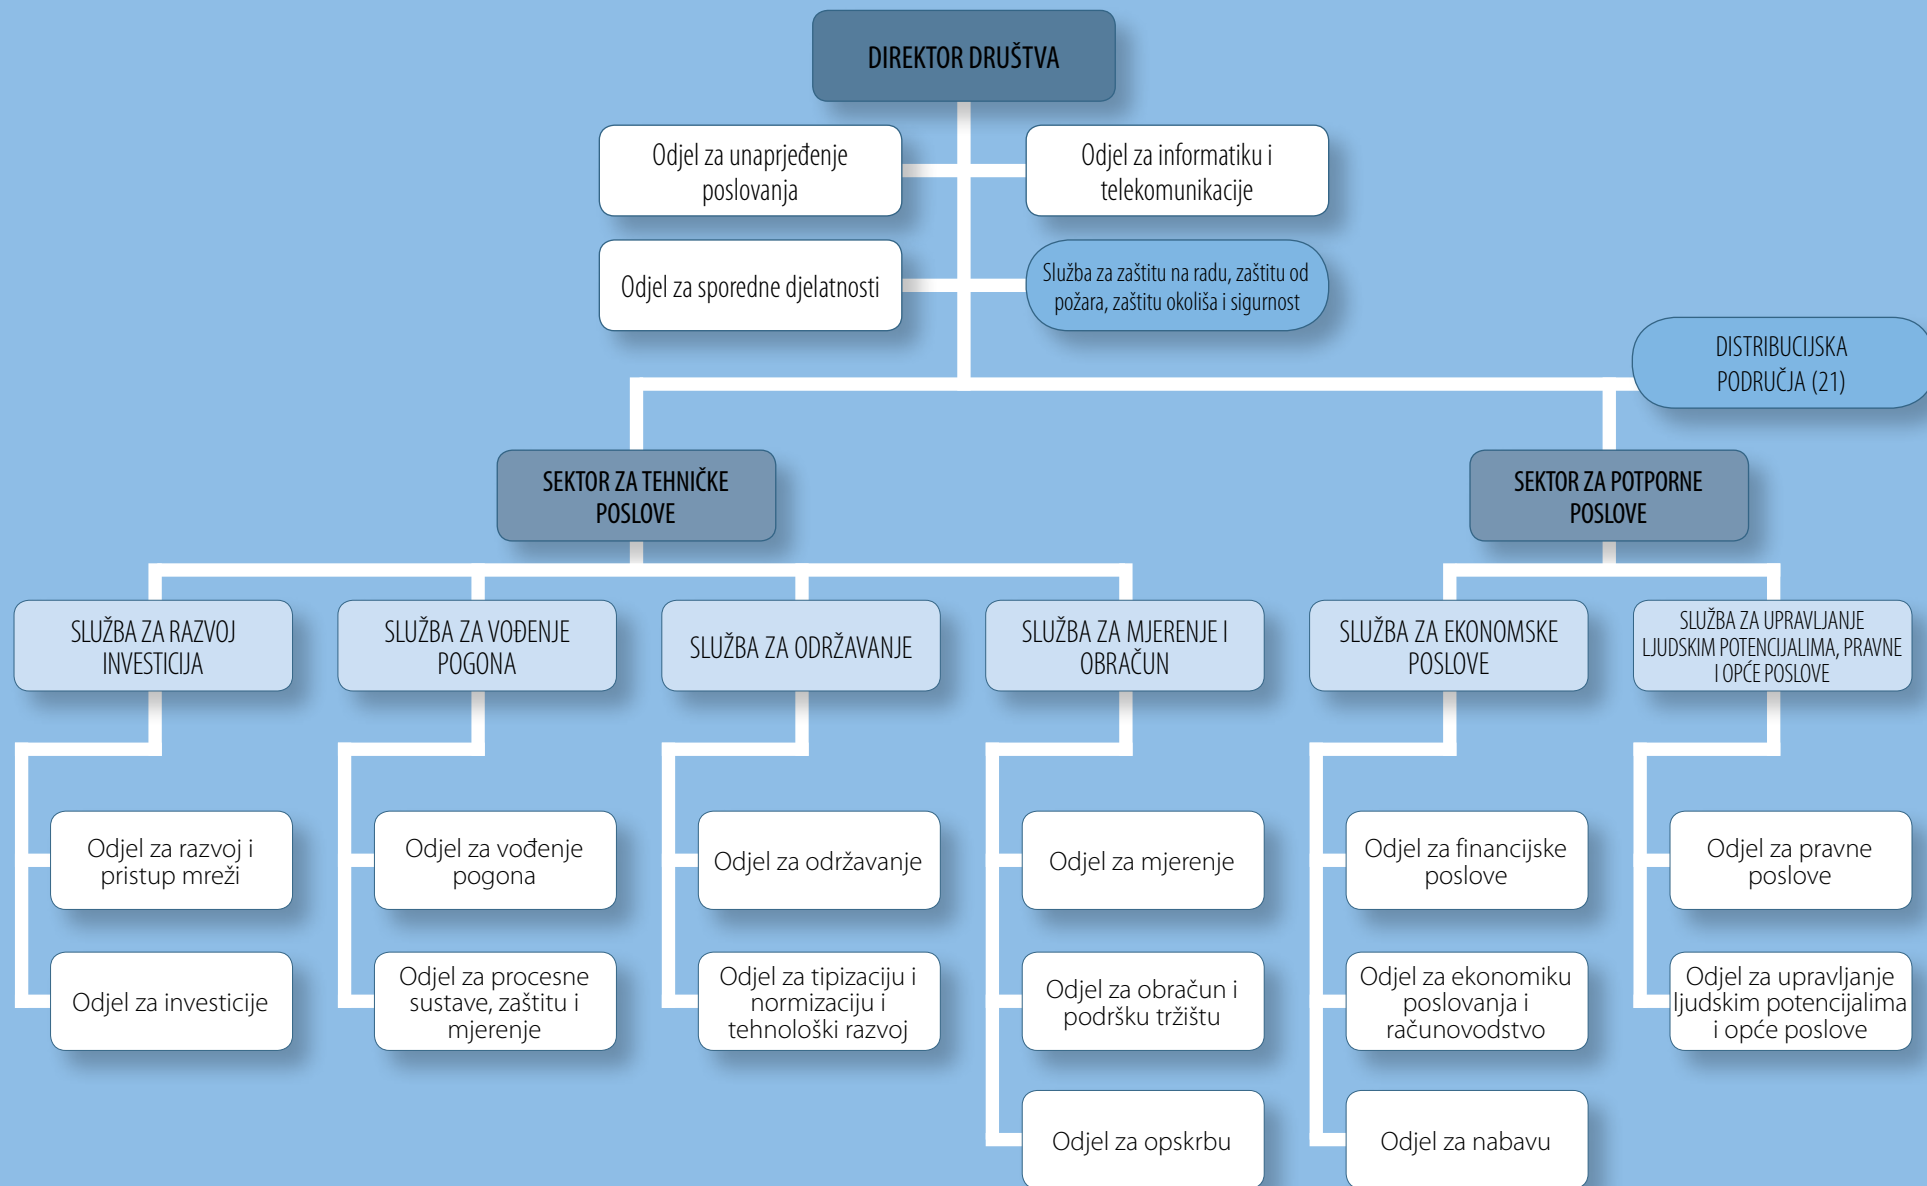 DIREKTOR DRUŠTVA
Odjel za unaprjeđenje
poslovanja
Odjel za informatiku i
telekomunikacije
Odjel za sporedne djelatnosti
Služba za zaštitu na radu, zaštitu od
požara, zaštitu okoliša i sigurnost
DISTRIBUCIJSKA
PODRUČJA (21)
SEKTOR ZA TEHNIČKE
POSLOVE
SEKTOR ZA POTPORNE
POSLOVE
SLUŽBA ZA RAZVOJ
INVESTICIJA
SLUŽBA ZA VOĐENJE
POGONA
SLUŽBA ZA ODRŽAVANJE
SLUŽBA ZA MJERENJE I
OBRAČUN
SLUŽBA ZA EKONOMSKE
POSLOVE
SLUŽBA ZA UPRAVLJANJE
LJUDSKIM POTENCIJALIMA, PRAVNE
I OPĆE POSLOVE
Odjel za razvoj i
pristup mreži
Odjel za vođenje
pogona
Odjel za održavanje
Odjel za mjerenje
Odjel za financijske
poslove
Odjel za pravne
poslove
Odjel za investicije
Odjel za procesne
sustave, zaštitu i
mjerenje
Odjel za tipizaciju i
normizaciju i
tehnološki razvoj
Odjel za obračun i
podršku tržištu
Odjel za ekonomiku
poslovanja i
računovodstvo
Odjel za upravljanje
ljudskim potencijalima
i opće poslove
Odjel za opskrbu
Odjel za nabavu